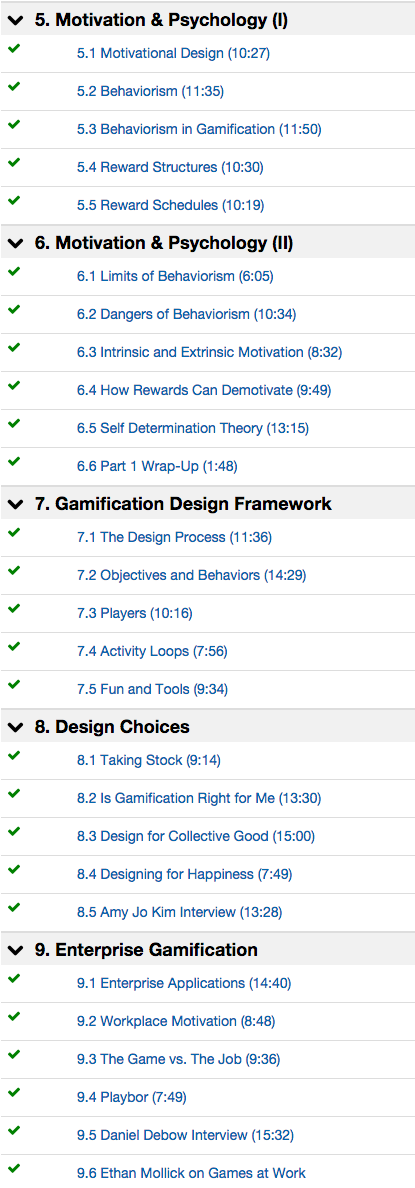 5. Motivation & Psychology (I)
5.1 Motivational Design (10:27)
5.2 Behaviorism (11:35)
5.3 Behaviorism in Gamification (11:50)
5.4 Reward Structures (10:30)
5.5 Reward Schedules (10:19)
6. Motivation & Psychology (II)
6.1 Limits of Behaviorism (6:05)
6.2 Dangers of Behaviorism (10:34)
6.3 Intrinsic and Extrinsic Motivation (8:32)
6.4 How Rewards Can Demotivate (9:49)
6.5 Self Determination Theory (13:15)
6.6 Part 1 Wrap-Up (1:48)
7. Gamification Design Framework
7.1 The Design Process (11:36)
7.2 Objectives and Behaviors (14:29)
7.3 Players (10:16)
7.4 Activity Loops (7:56)
7.5 Fun and Tools (9:34)
8. Design Choices
8.1 Taking Stock (9:14)
8.2 Is Gamification Right for Me (13:30)
8.3 Design for Collective Good (15:00)
8.4 Designing for Happiness (7:49)
8.5 Amy Jo Kim Interview (13:28)
9. Enterprise Gamification
9.1 Enterprise Applications (14:40)
9.2 Workplace Motivation (8:48)
9.3 The Game vs. The Job (9:36)
9.4 Playbor (7:49)
9.5 Daniel Debow Interview (15:32)
9.6 Ethan Mollick on Games at Work